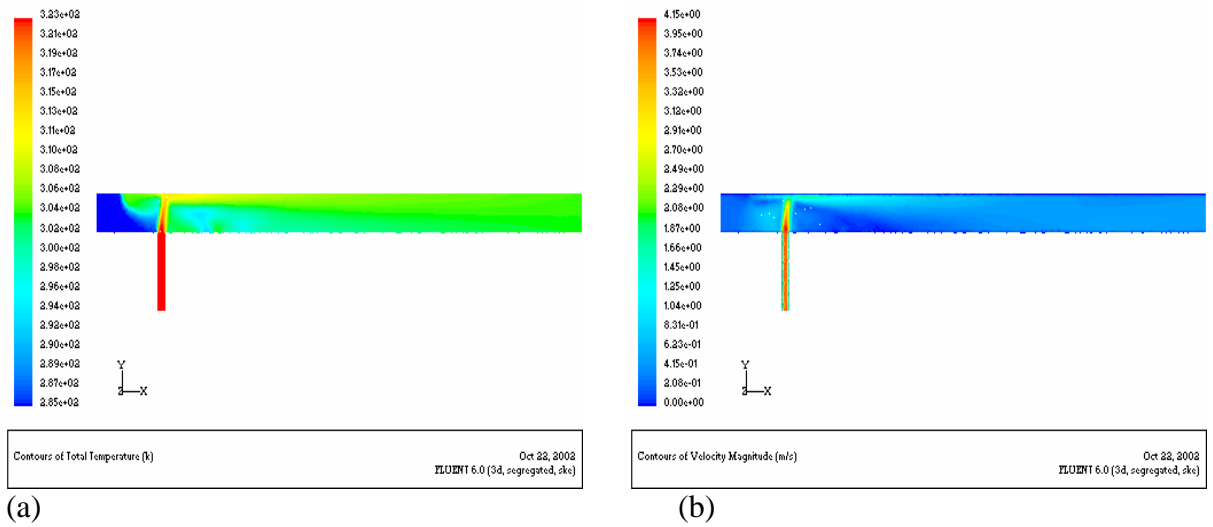 3.23e+02
3.21e+02
3.19e+02
3.17e+02
3.15e+02
3.13e+02
3.11e+02
3.10e+02
3.08e+02
3.06e+02
3.04e+02
3.02e+02
3.00e+02
2.98e+02
2.96e+02
2.94e+02
2.92e+02
2.90e+02
2.89e+02
2.87e+02
2.85e+02
Y
Z X
Contours of Total Temperature (k)
Oct 22, 2002
FLUENT 6.0 (3d, segregated, ske)
(a)
4.15e+00
3.95e+00
3.74e+00
3.53e+00
3.32e+00
3.12e+00
2.91e+00
2.70e+00
2.49e+00
2.29e+00
2.08e+00
1.87e+00
1.66e+00
1.45e+00
1.25e+00
1.04e+00
8.31e-01
6.23e-01
4.15e-01
2.08e-01
0.00e+00
Y
Z X
Contours of Velocity Magnitude (m/s)
Oct 22, 2002
FLUENT 6.0 (3d, segregated, ske)
(b)